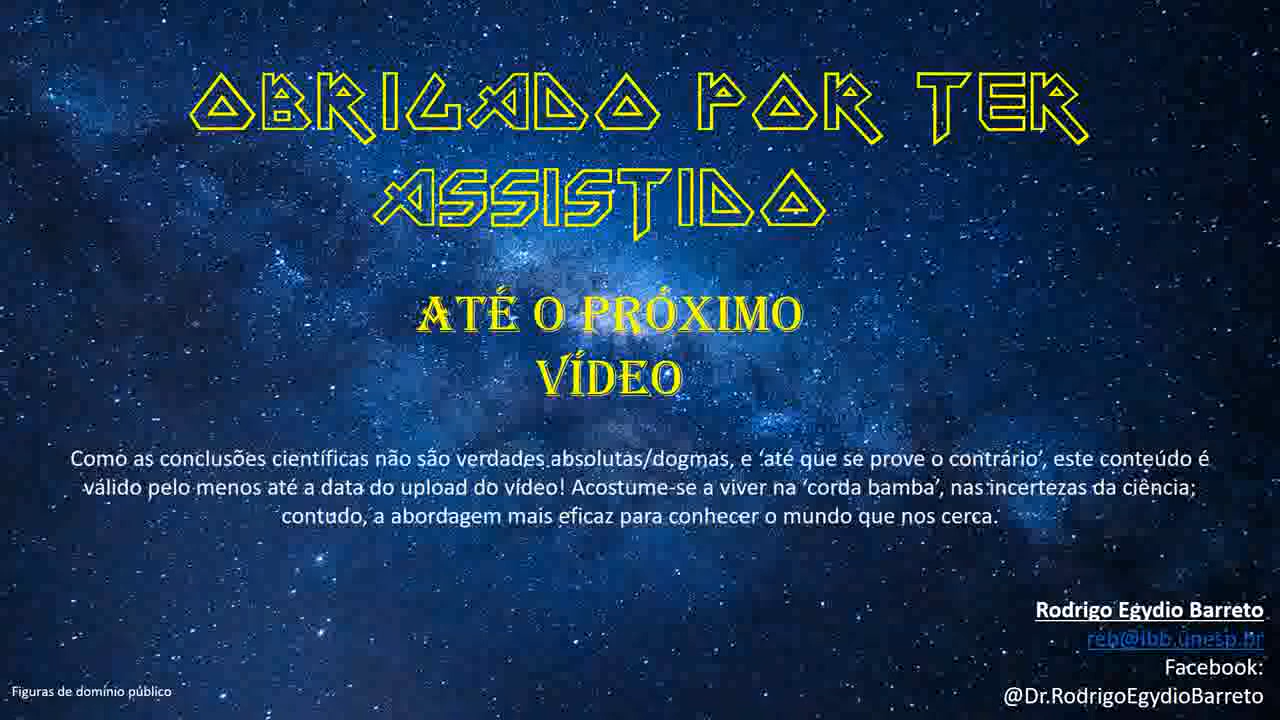 OBRIGADO POR TER
ASSISTIDO
ATÉ O PRÓXIMO
VÍDEO
Como as conclusões científicas não são verdades absolutas/dogmas, e ‘até que se prove o contrário’, este conteúdo é
válido pelo menos até a data do upload do vídeo! Acostume-se a viver na ‘corda bamba’, nas incertezas da ciência;
contudo, a abordagem mais eficaz para conhecer o mundo que nos cerca.
Rodrigo Egydio Barreto
reb@ibb.unesp.br
Facebook:
@Dr.RodrigoEgydioBarreto
Figuras de domínio público